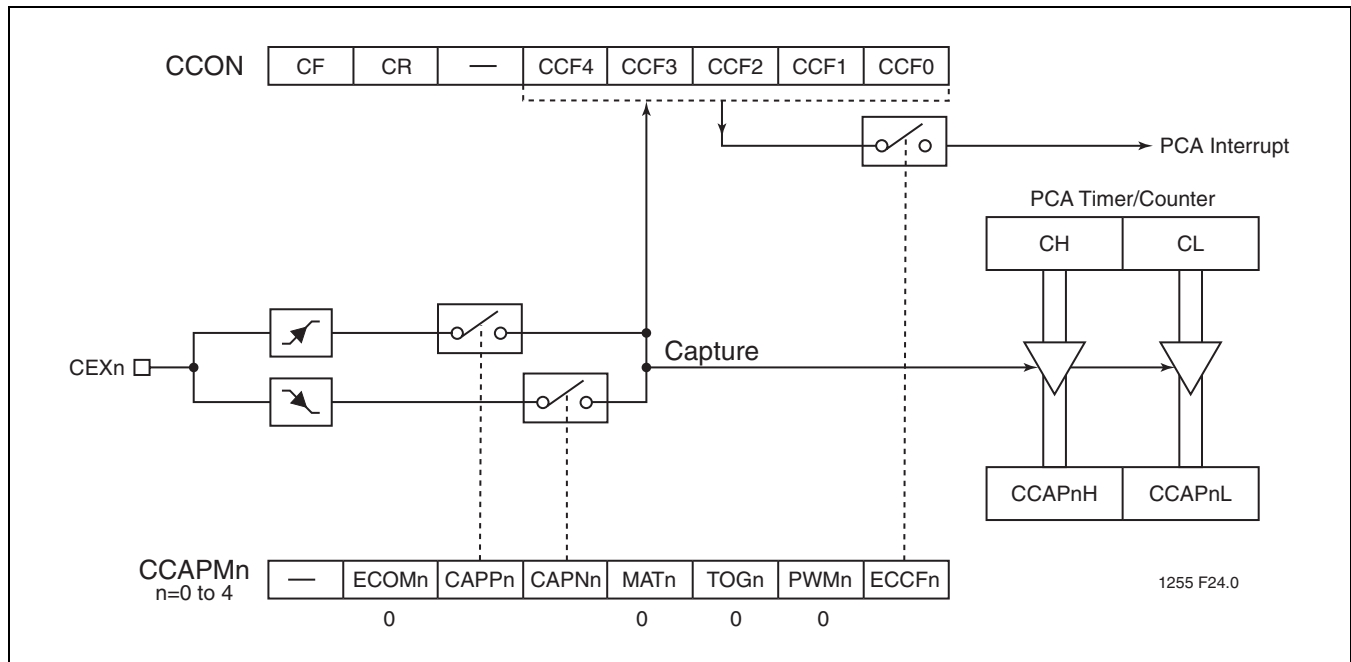 CCON CF CR — CCF4 CCF3 CCF2 CCF1 CCF0
PCA Interrupt
PCA Timer/Counter
CH CL
CEXn
Capture
CCAPnH CCAPnL
CCAPMn
n=0 to 4
— ECOMn CAPPn CAPNn MATn TOGn PWMn ECCFn
0 0 0 0
1255 F24.0